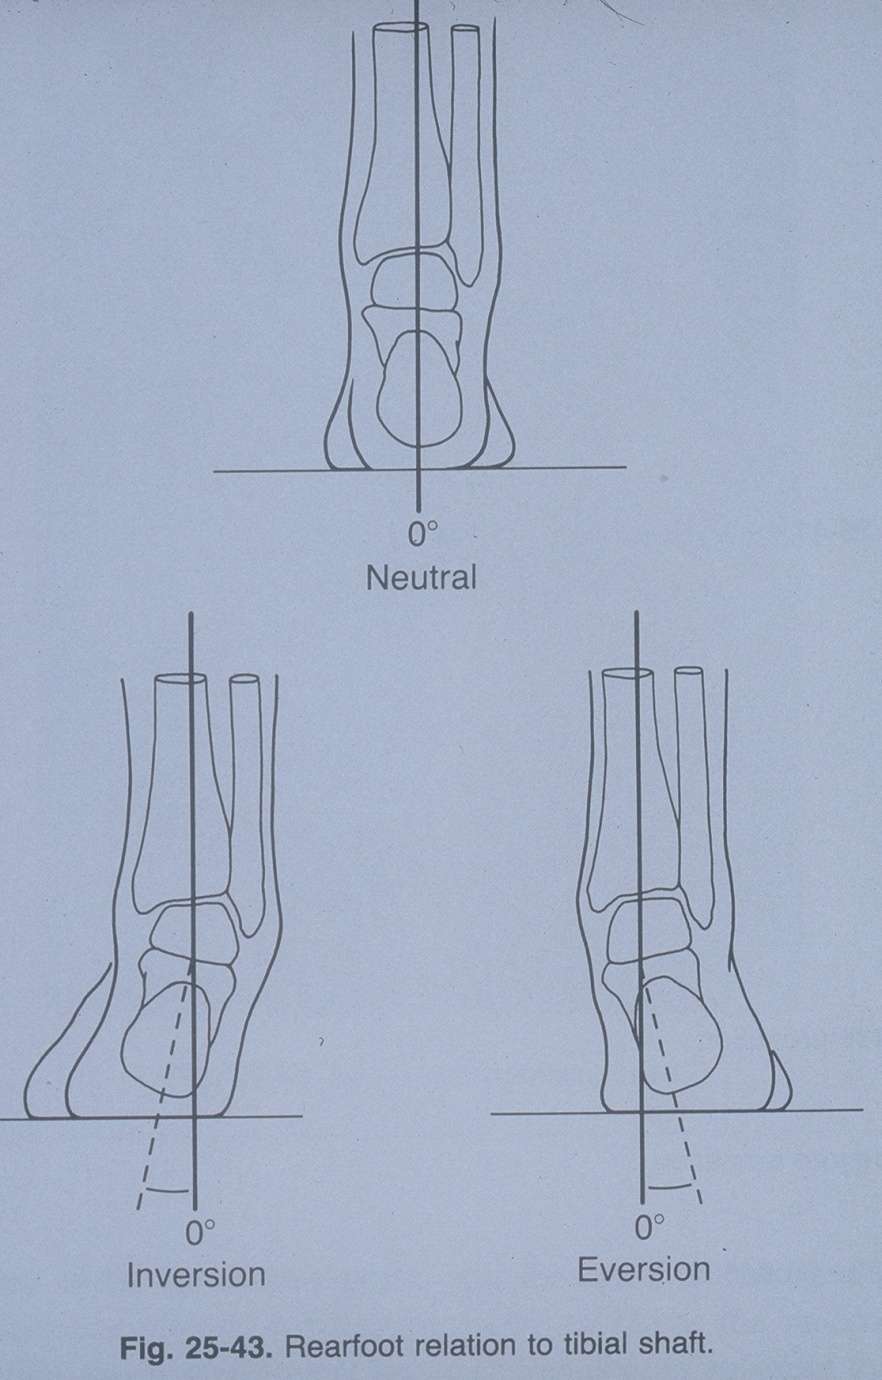 0°
Neutral
0°
Inversion
0°
Eversion
Fig. 25-43. Rearfoot relation to tibial shaft.